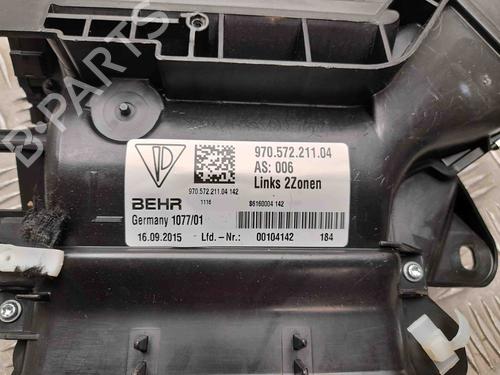 B-PARTS
970.572.211.04
AS: 006
Links 2Zonen
970.572.211.04 142
1116
S6160004 142
BEHR
Germany 1077/01
16.09.2015 Lfd.-Nr.: 00104142 184